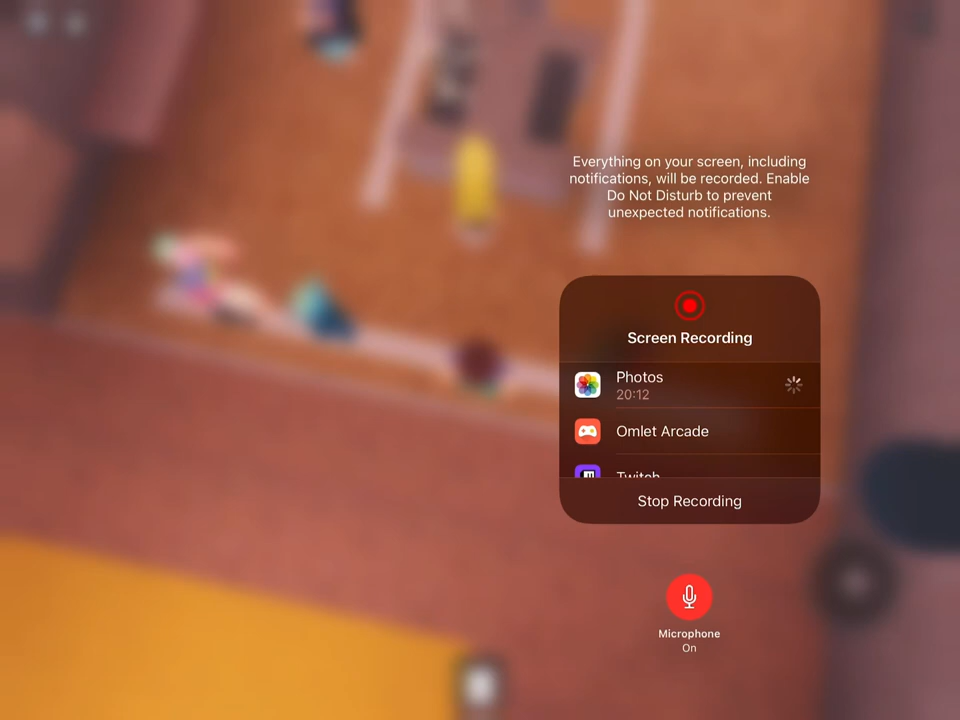 Everything on your screen, including
notifications, will be recorded. Enable
Do Not Disturb to prevent
unexpected notifications.
Screen Recording
Photos
20:12
Omlet Arcade
Twitch
Stop Recording
Microphone
On